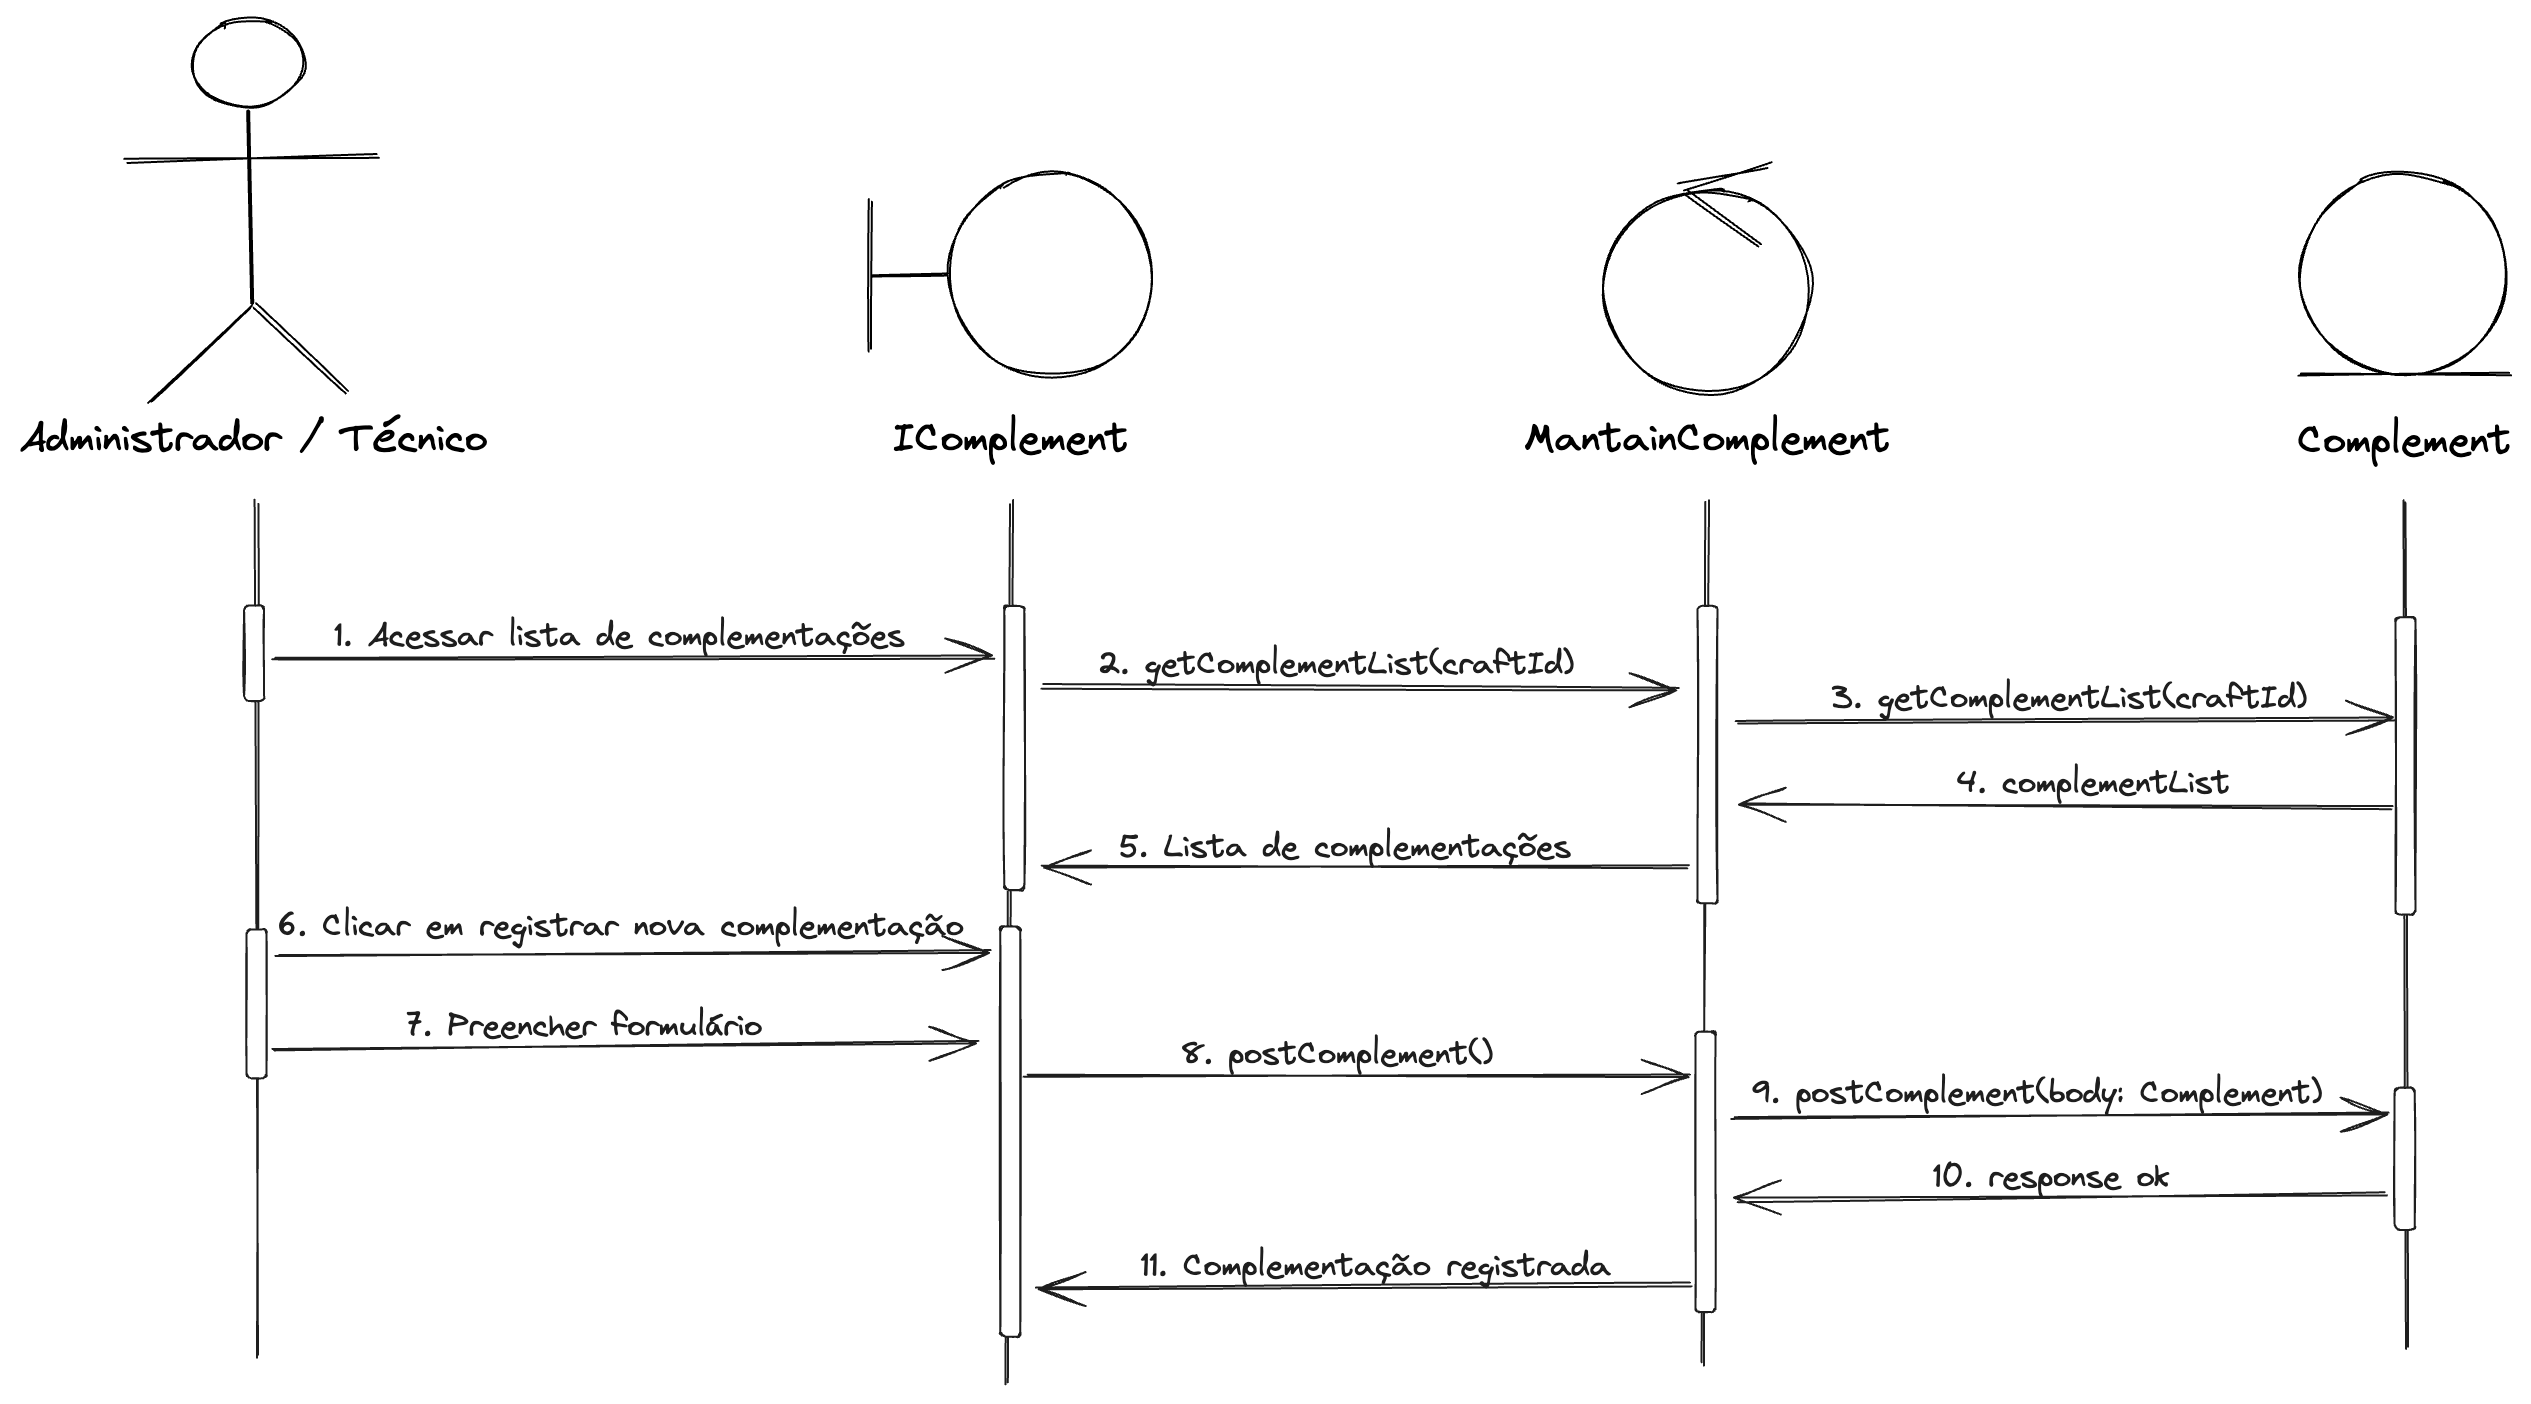 Administrador / Técnico
IComplement
MantainComplement
Complement
1. Acessar lista de complementações
2. getComplementList(craftId)
3. getComplementList(craftId)
4. complementList
5. Lista de complementações
6. Clicar em registrar nova complementação
7. Preencher formulário
8. postComplement()
9. postComplement(body: Complement)
10. response ok
11. Complementação registrada